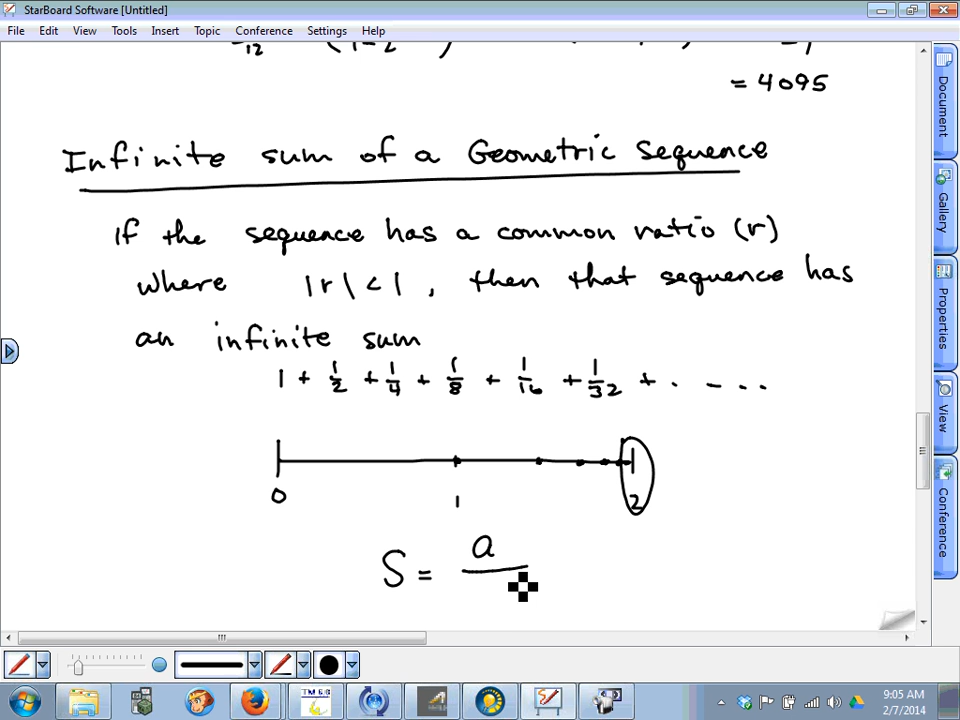 StarBoard Software [Untitled]
File Edit View Tools Insert Topic Conference Settings Help
= 4095
Infinite sum of a Geometric Sequence
If the sequence has a common ratio (r)
where |r| < 1, then that sequence has
an infinite sum
1 + 1/2 + 1/4 + 1/8 + 1/16 + 1/32 + . - - . .
0 1 2
S = a
Document
Gallery
Properties
View
Conference
TM 6.0
9:05 AM
2/7/2014